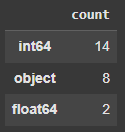 count
int64 14
object 8
float64 2